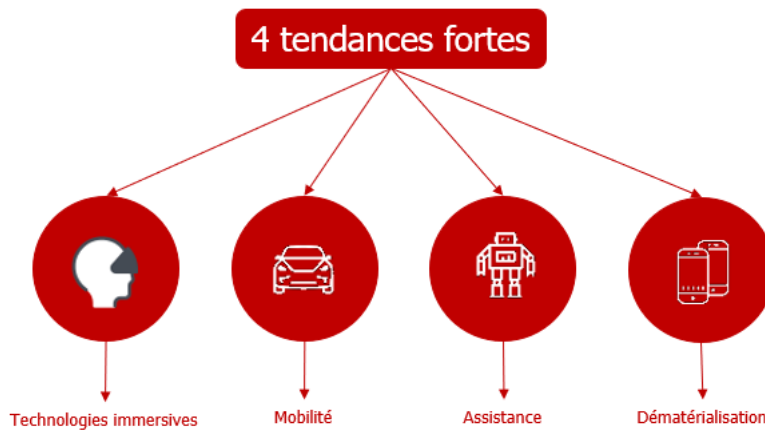 4 tendances fortes
Technologies immersives
Mobilité
Assistance
Dématérialisation